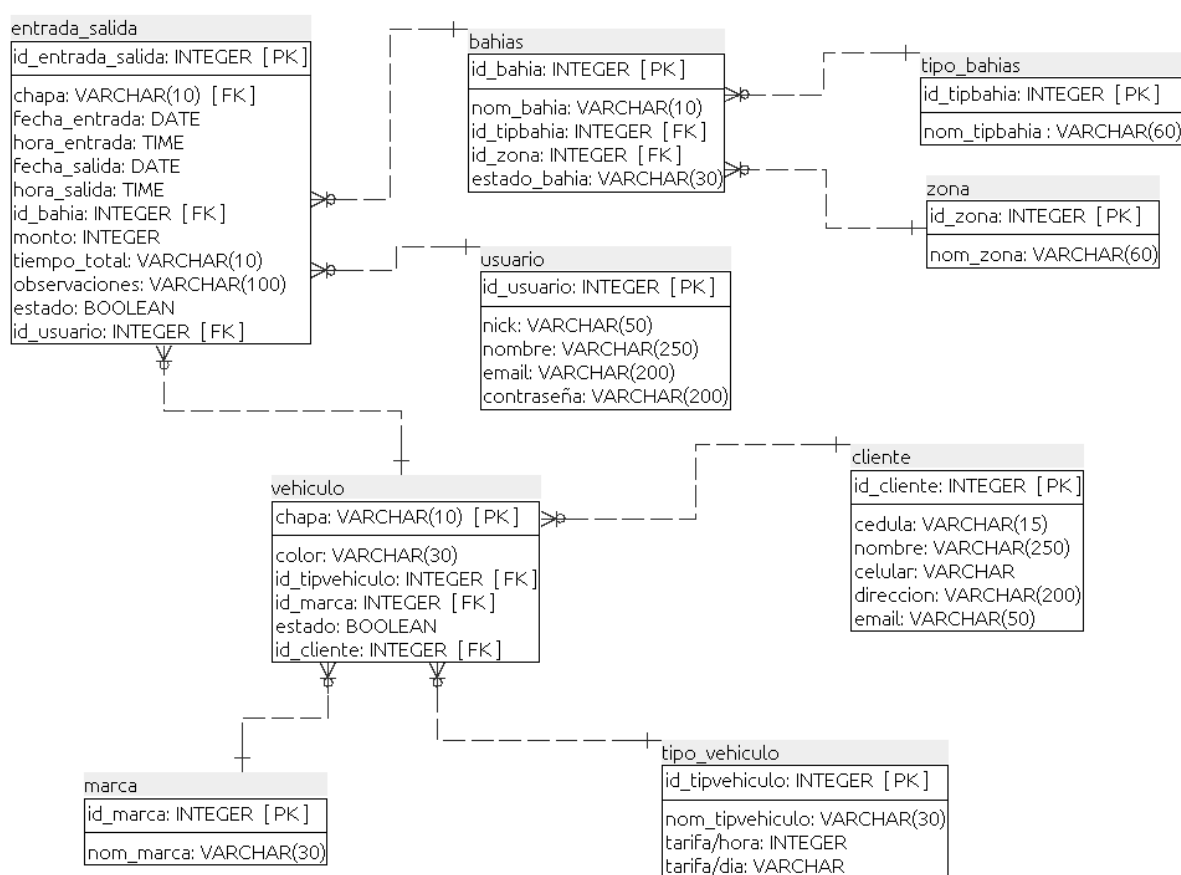 entrada_salida
id_entrada_salida: INTEGER [PK]
chapa: VARCHAR(10) [FK]
fecha_entrada: DATE
hora_entrada: TIME
fecha_salida: DATE
hora_salida: TIME
id_bahia: INTEGER [FK]
monto: INTEGER
tiempo_total: VARCHAR(10)
observaciones: VARCHAR(100)
estado: BOOLEAN
id_usuario: INTEGER [FK]
bahias
id_bahia: INTEGER [PK]
nom_bahia: VARCHAR(10)
id_tipbahia: INTEGER [FK]
id_zona: INTEGER [FK]
estado_bahia: VARCHAR(30)
tipo_bahias
id_tipbahia: INTEGER [PK]
nom_tipbahia : VARCHAR(60)
zona
id_zona: INTEGER [PK]
nom_zona: VARCHAR(60)
usuario
id_usuario: INTEGER [PK]
nick: VARCHAR(50)
nombre: VARCHAR(250)
email: VARCHAR(200)
contraseña: VARCHAR(200)
vehiculo
chapa: VARCHAR(10) [PK]
color: VARCHAR(30)
id_tipvehiculo: INTEGER [FK]
id_marca: INTEGER [FK]
estado: BOOLEAN
id_cliente: INTEGER [FK]
cliente
id_cliente: INTEGER [PK]
cedula: VARCHAR(15)
nombre: VARCHAR(250)
celular: VARCHAR
direccion: VARCHAR(200)
email: VARCHAR(50)
marca
id_marca: INTEGER [PK]
nom_marca: VARCHAR(30)
tipo_vehiculo
id_tipvehiculo: INTEGER [PK]
nom_tipvehiculo: VARCHAR(30)
tarifa/hora: INTEGER
tarifa/dia: VARCHAR